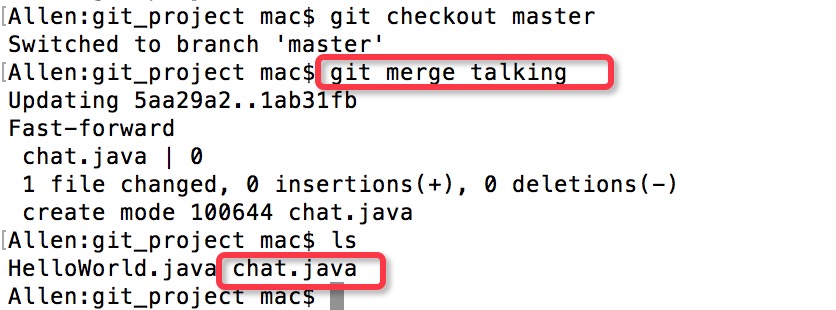 [Allen:git_project mac$ git checkout master
Switched to branch 'master'
[Allen:git_project mac$ git merge talking
Updating 5aa29a2..1ab31fb
Fast-forward
 chat.java | 0
 1 file changed, 0 insertions(+), 0 deletions(-)
 create mode 100644 chat.java
[Allen:git_project mac$ ls
HelloWorld.java chat.java
Allen:git_project mac$